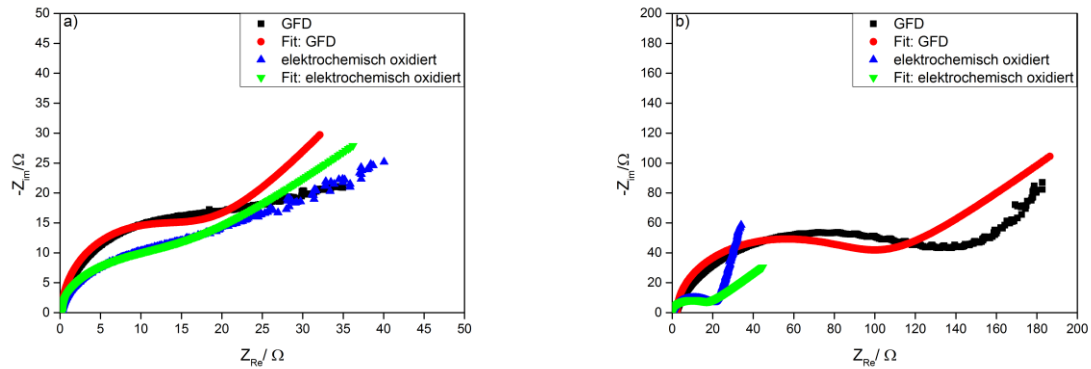 a)
GFD
Fit: GFD
elektrochemisch oxidiert
Fit: elektrochemisch oxidiert
50
45
40
35
30
25
20
15
10
5
0
-Z_Im/Ω
0 5 10 15 20 25 30 35 40 45 50
Z_Re/ Ω
b)
GFD
Fit: GFD
elektrochemisch oxidiert
Fit: elektrochemisch oxidiert
200
180
160
140
120
100
80
60
40
20
0
-Z_Im/Ω
0 20 40 60 80 100 120 140 160 180 200
Z_Re/ Ω